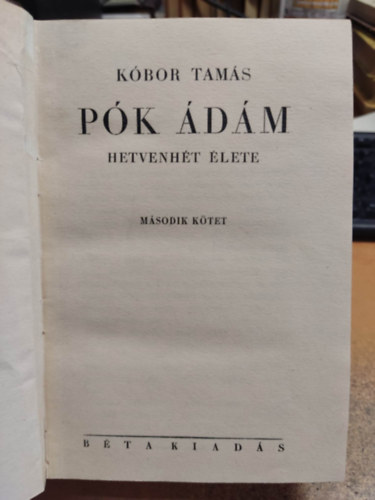 KÓBOR TAMÁS
PÓK ÁDÁM
HETVENHÉT ÉLETE
MÁSODIK KÖTET
BÉTA KIADÁS